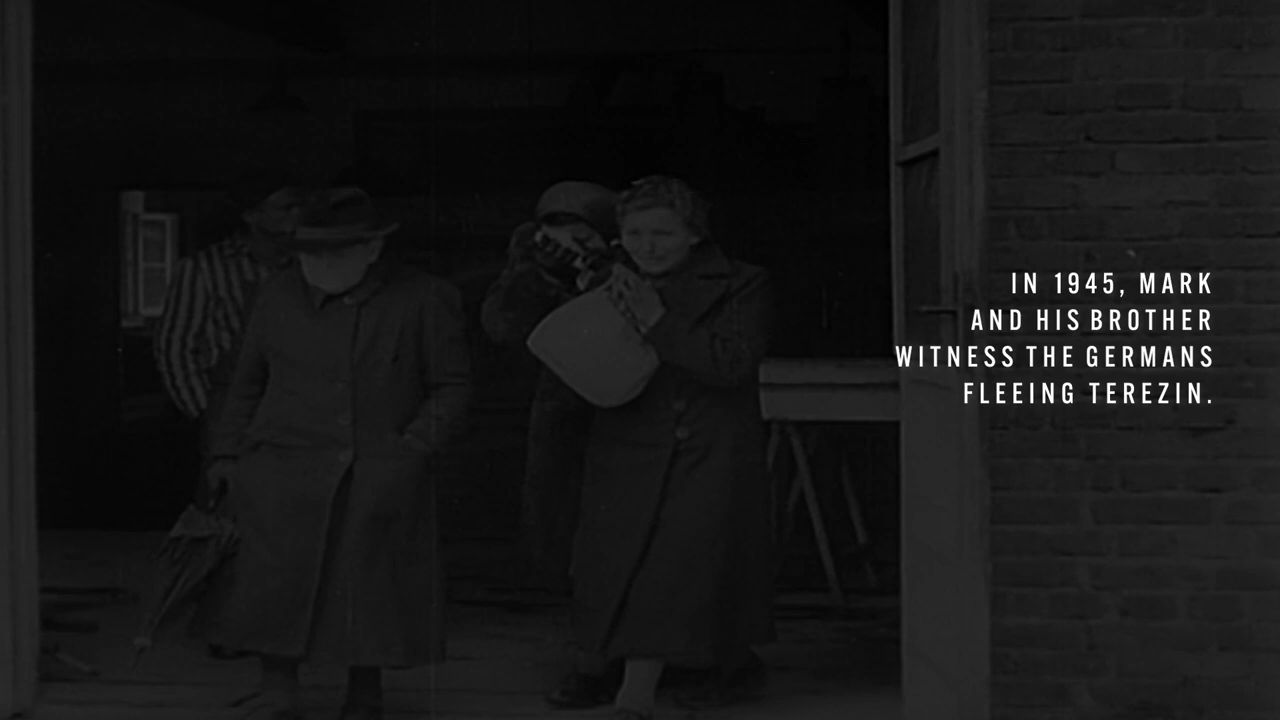 IN 1945, MARK
AND HIS BROTHER
WITNESS THE GERMANS
FLEEING TEREZIN.